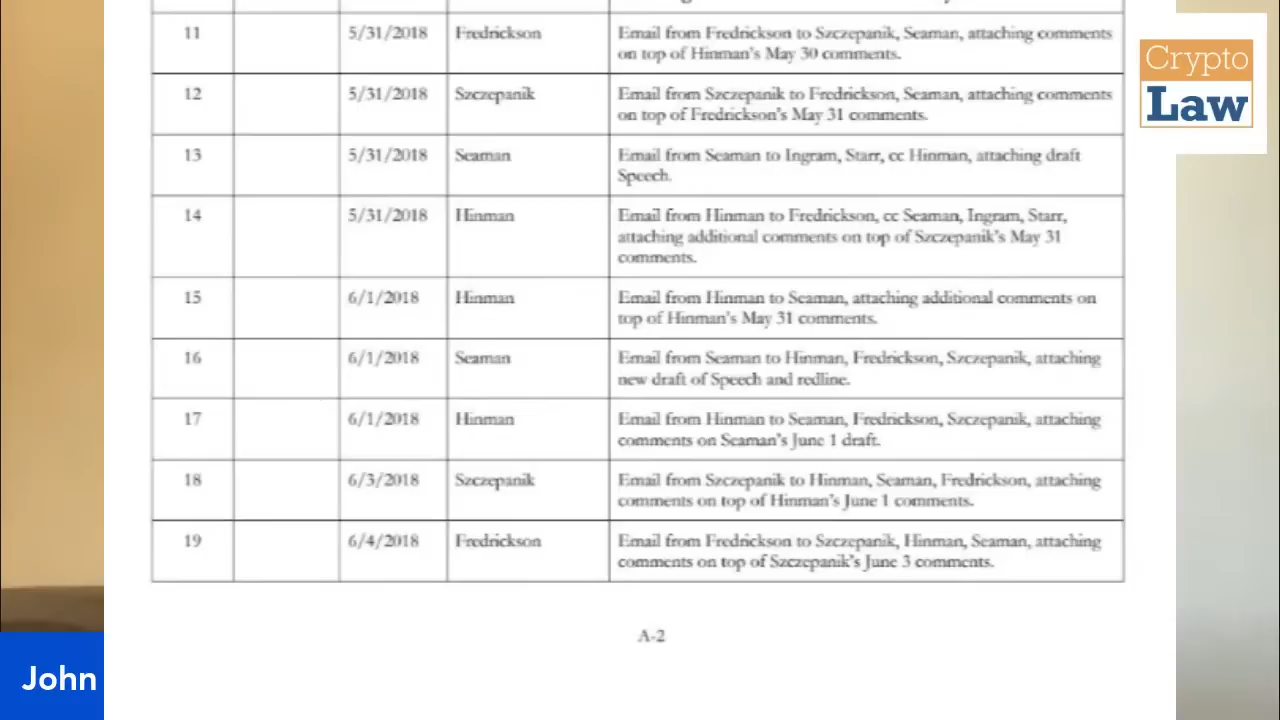 11 5/31/2018 Fredrickson Email from Fredrickson to Szczepanik, Seaman, attaching comments
on top of Hinman's May 30 comments.
12 5/31/2018 Szczepanik Email from Szczepanik to Fredrickson, Seaman, attaching comments
on top of Fredrickson's May 31 comments.
13 5/31/2018 Seaman Email from Seaman to Ingram, Starr, cc Hinman, attaching draft
Speech.
14 5/31/2018 Hinman Email from Hinman to Fredrickson, cc Seaman, Ingram, Starr,
attaching additional comments on top of Szczepanik's May 31
comments.
15 6/1/2018 Hinman Email from Hinman to Seaman, attaching additional comments on
top of Hinman's May 31 comments.
16 6/1/2018 Seaman Email from Seaman to Hinman, Fredrickson, Szczepanik, attaching
new draft of Speech and redline.
17 6/1/2018 Hinman Email from Hinman to Seaman, Fredrickson, Szczepanik, attaching
comments on Seaman's June 1 draft.
18 6/3/2018 Szczepanik Email from Szczepanik to Hinman, Seaman, Fredrickson, attaching
comments on top of Hinman's June 1 comments.
19 6/4/2018 Fredrickson Email from Fredrickson to Szczepanik, Hinman, Seaman, attaching
comments on top of Szczepanik's June 3 comments.
A-2
Crypto
Law
John